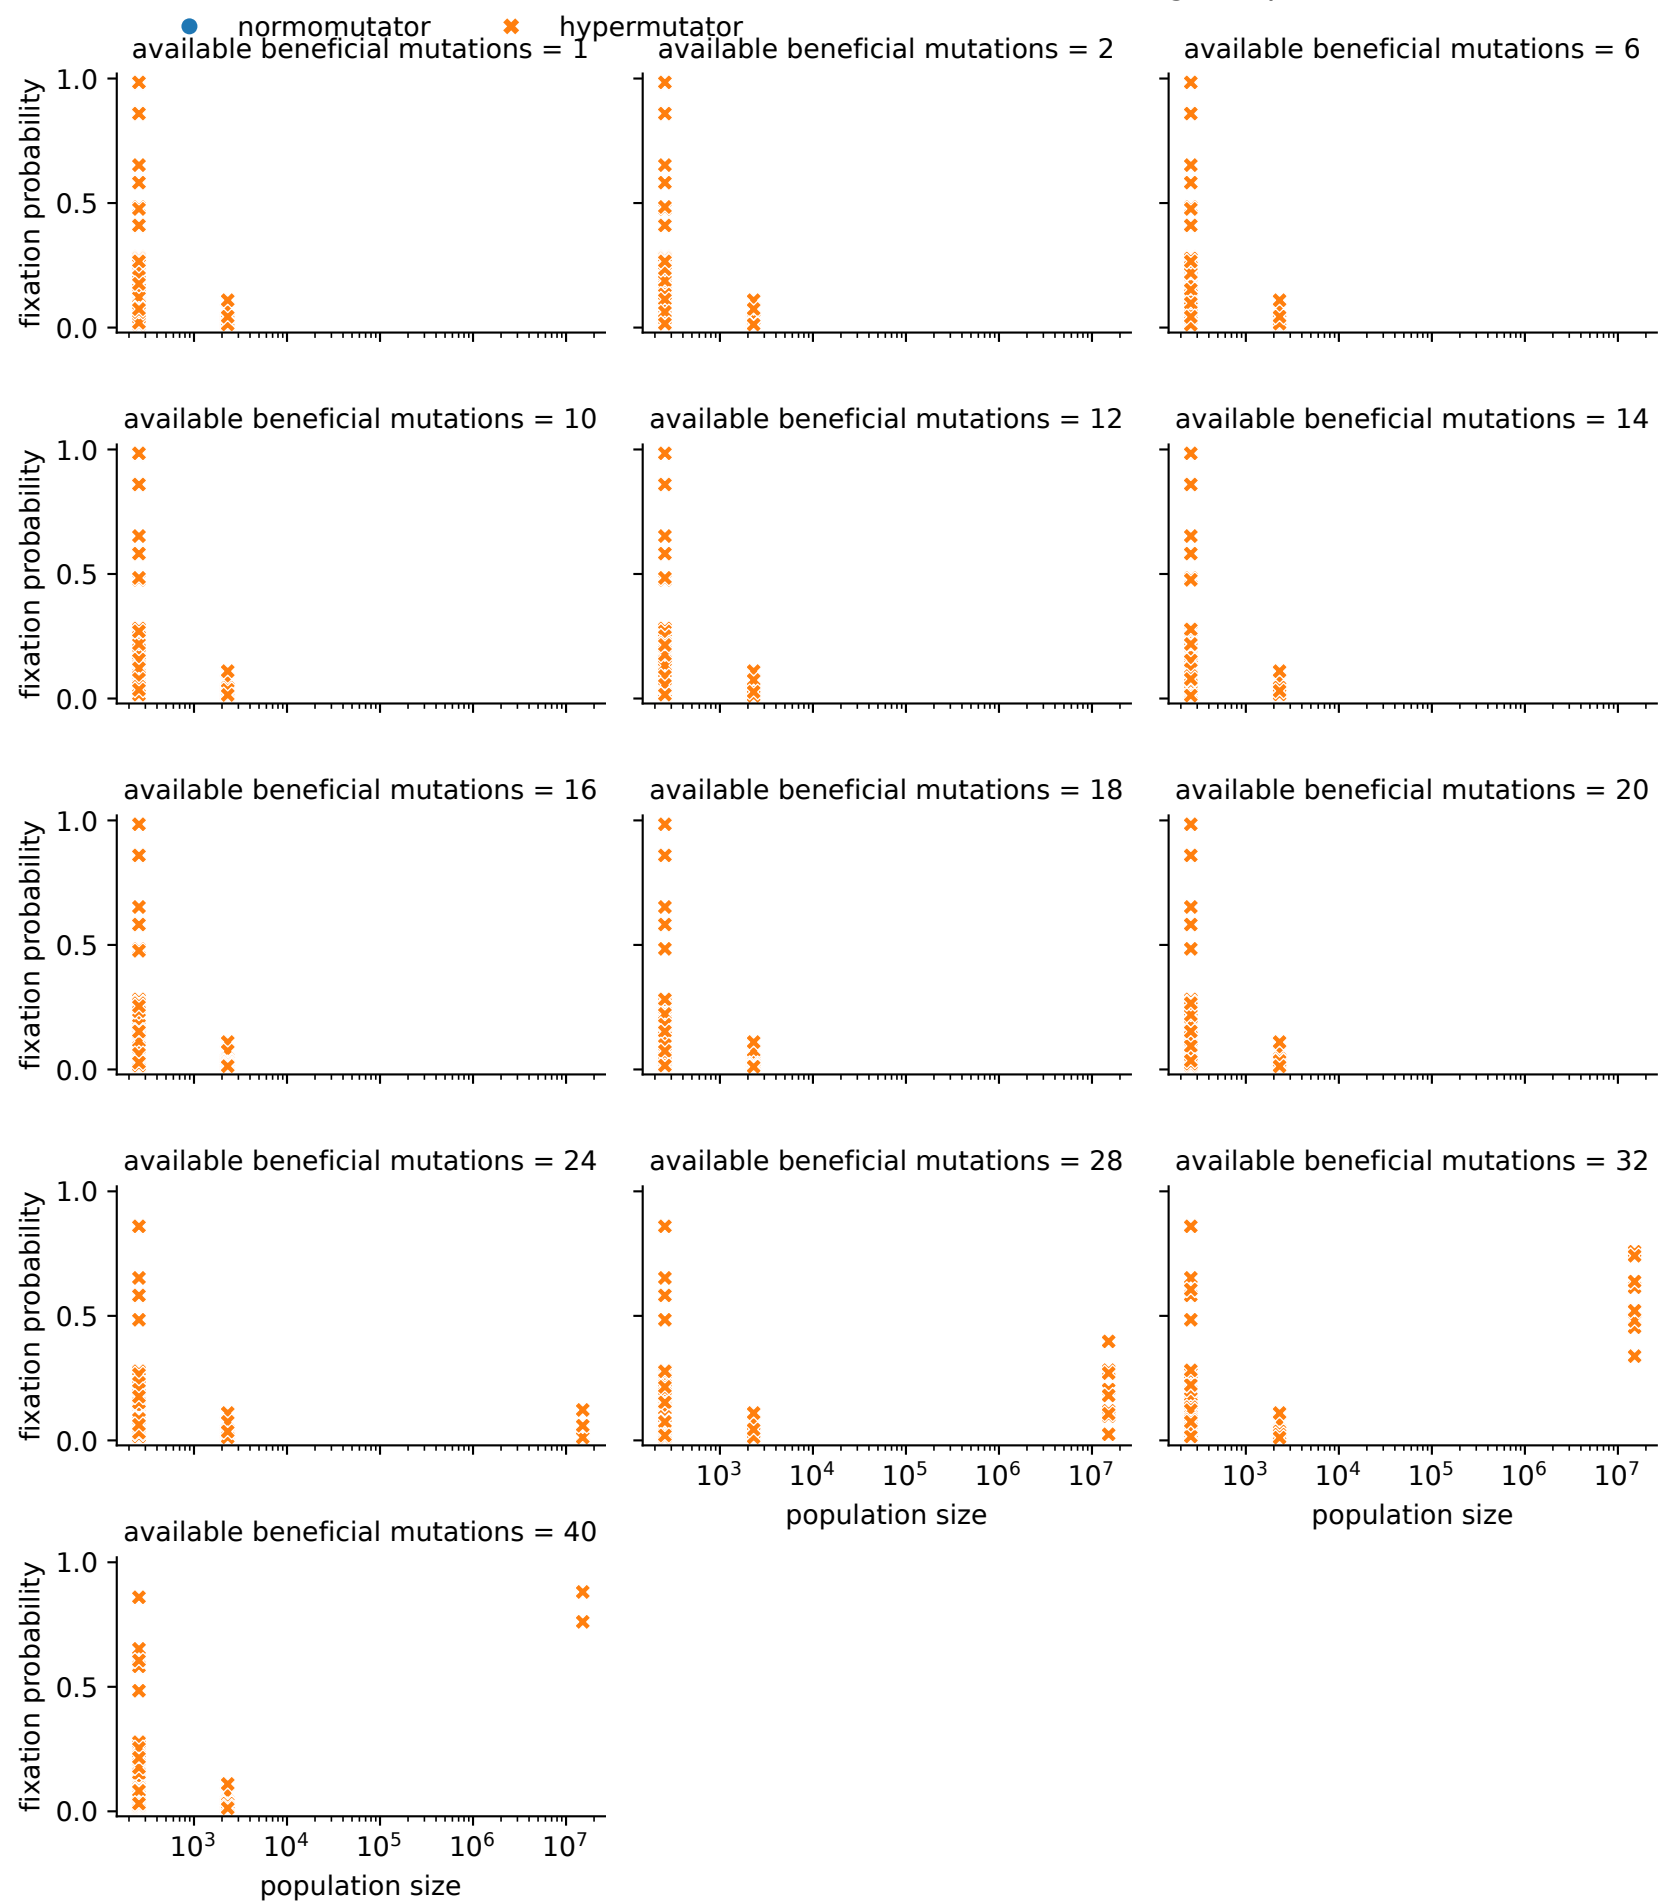 normomutator hypermutator
available beneficial mutations = 1 available beneficial mutations = 2 available beneficial mutations = 6
fixation probability
1.0
0.5
0.0
available beneficial mutations = 10 available beneficial mutations = 12 available beneficial mutations = 14
fixation probability
1.0
0.5
0.0
available beneficial mutations = 16 available beneficial mutations = 18 available beneficial mutations = 20
fixation probability
1.0
0.5
0.0
available beneficial mutations = 24 available beneficial mutations = 28 available beneficial mutations = 32
fixation probability
1.0
0.5
0.0
10³ 10⁴ 10⁵ 10⁶ 10⁷ 10³ 10⁴ 10⁵ 10⁶ 10⁷
population size population size
available beneficial mutations = 40
fixation probability
1.0
0.5
0.0
10³ 10⁴ 10⁵ 10⁶ 10⁷
population size